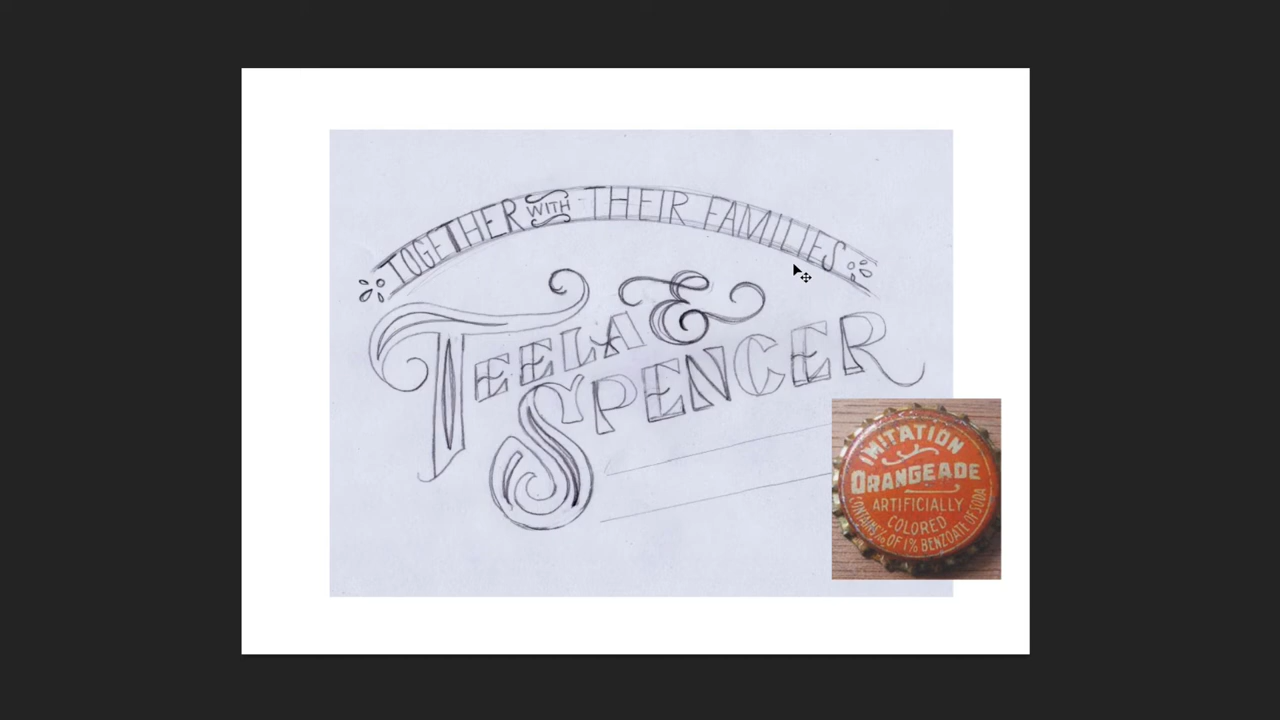 TOGETHER WITH THEIR FAMILIES
TEELA &
SPENCER
IMITATION
ORANGEADE
ARTIFICIALLY
COLORED
CONTAINS 1/10 OF 1% BENZOATE OF SODA